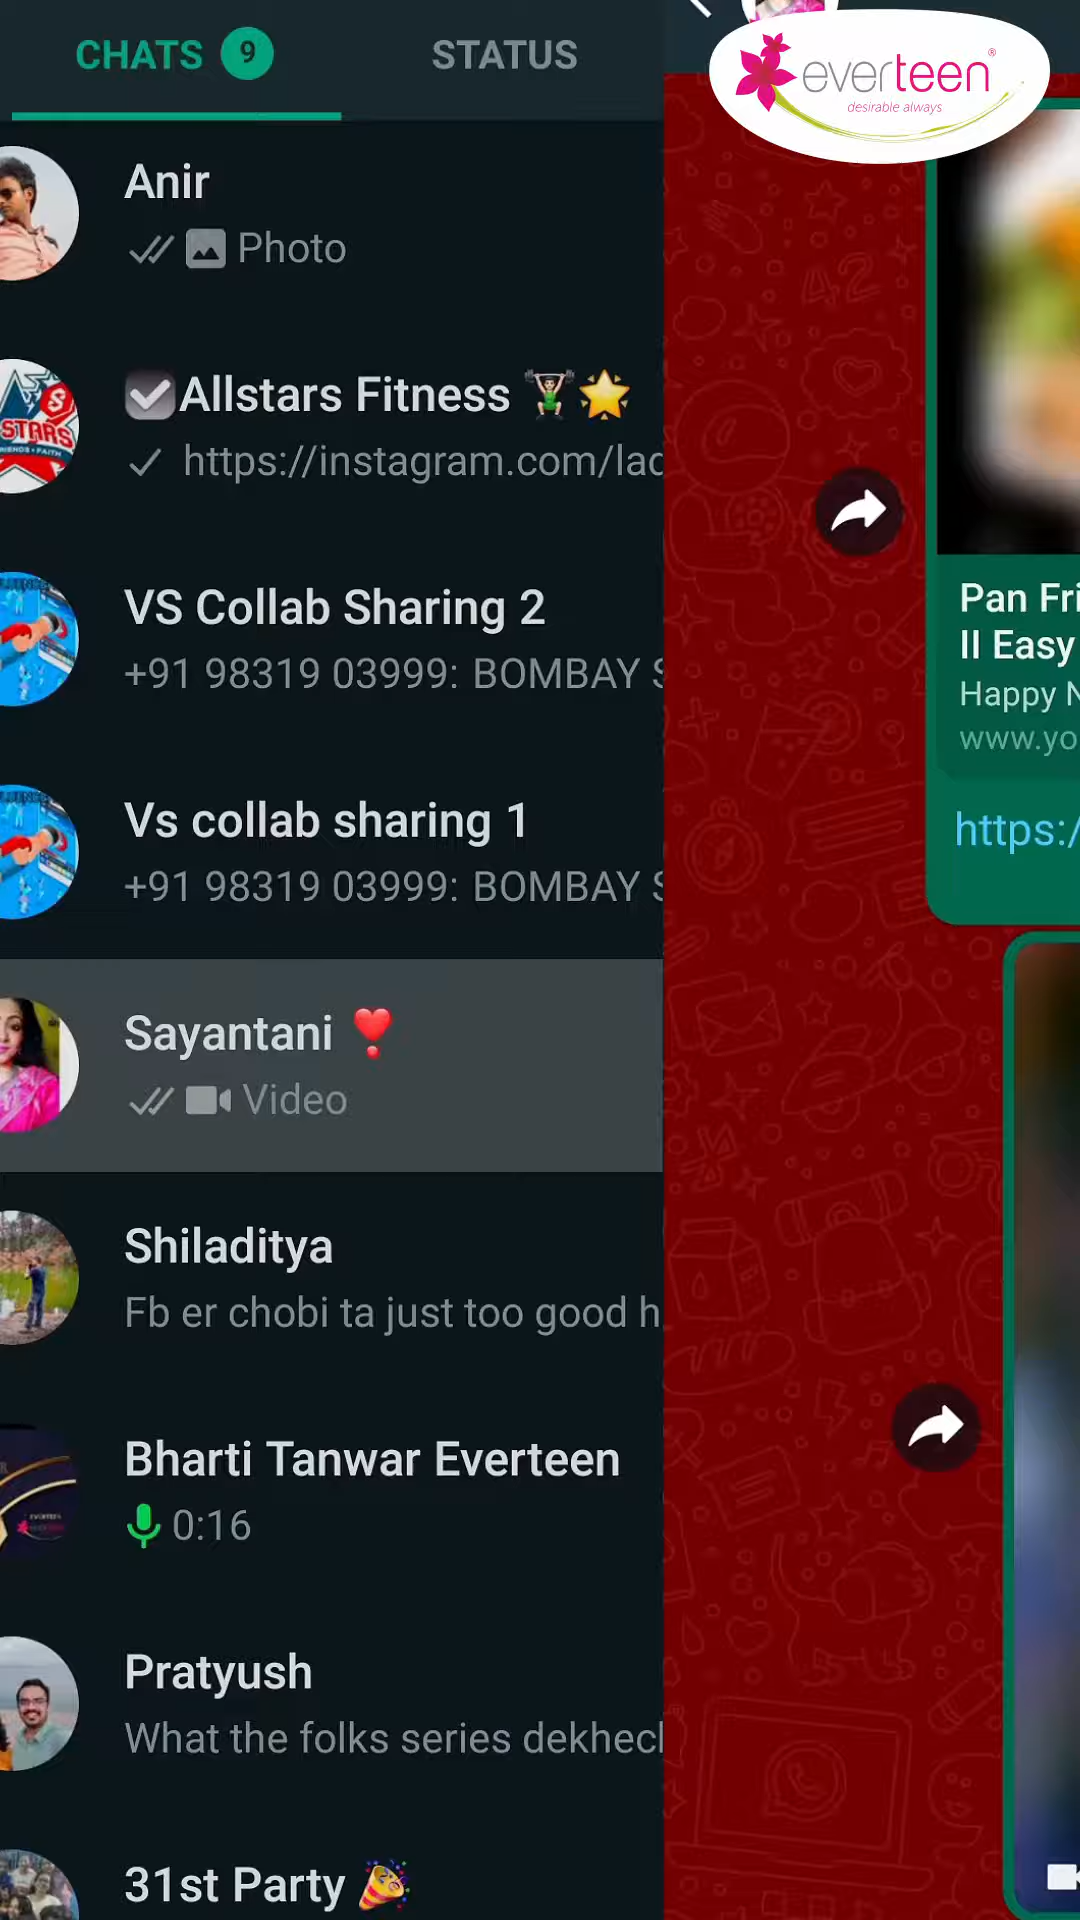 CHATS 9 STATUS
everteen®
desirable always
Anir
Photo
Allstars Fitness
https://instagram.com/lad
VS Collab Sharing 2
+91 98319 03999: BOMBAY S
Vs collab sharing 1
+91 98319 03999: BOMBAY S
Sayantani
Video
Shiladitya
Fb er chobi ta just too good h
Bharti Tanwar Everteen
0:16
Pratyush
What the folks series dekhecl
31st Party
STARS
Pan Fri
ll Easy
Happy N
www.yo
https:/